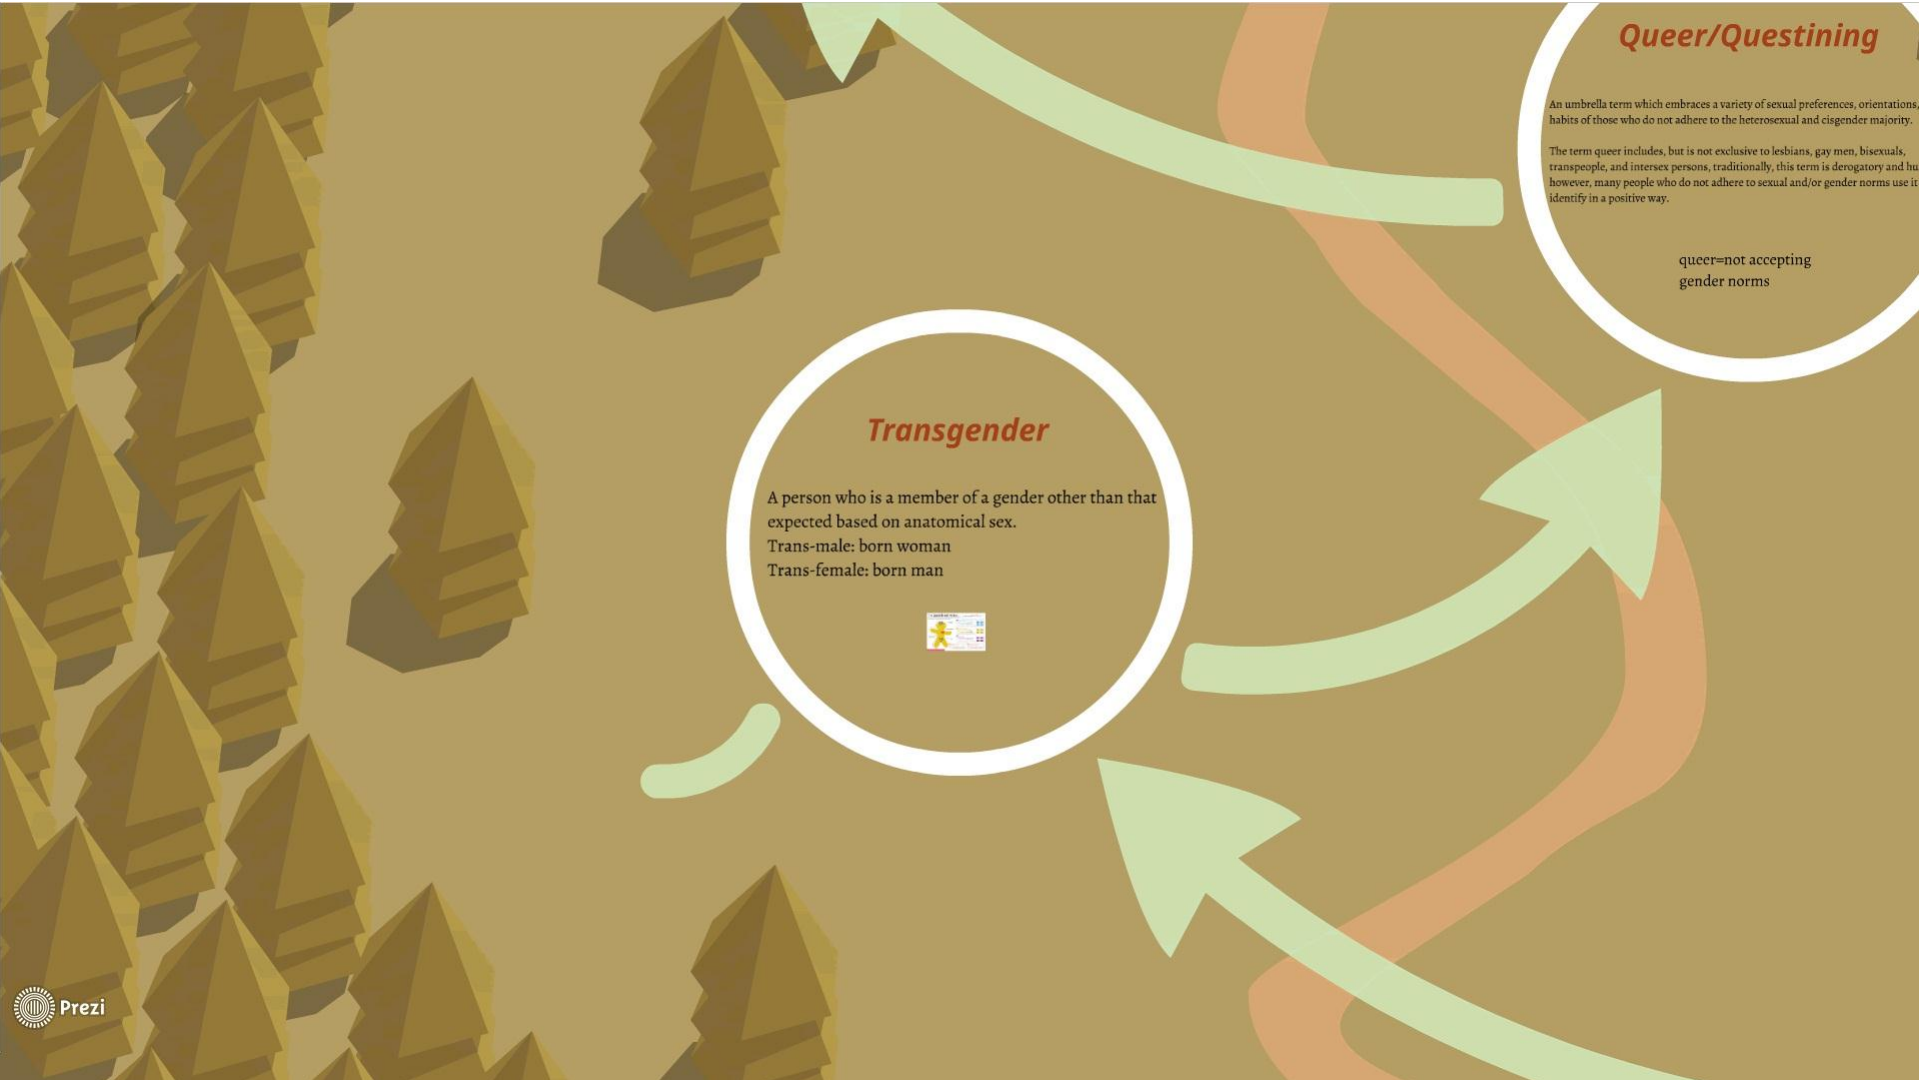 Queer/Questining
An umbrella term which embraces a variety of sexual preferences, orientations,
habits of those who do not adhere to the heterosexual and cisgender majority.
The term queer includes, but is not exclusive to lesbians, gay men, bisexuals,
transpeople, and intersex persons, traditionally, this term is derogatory and
however, many people who do not adhere to sexual and/or gender norms use it
identify in a positive way.
queer=not accepting
gender norms
Transgender
A person who is a member of a gender other than that
expected based on anatomical sex.
Trans-male: born woman
Trans-female: born man
Prezi